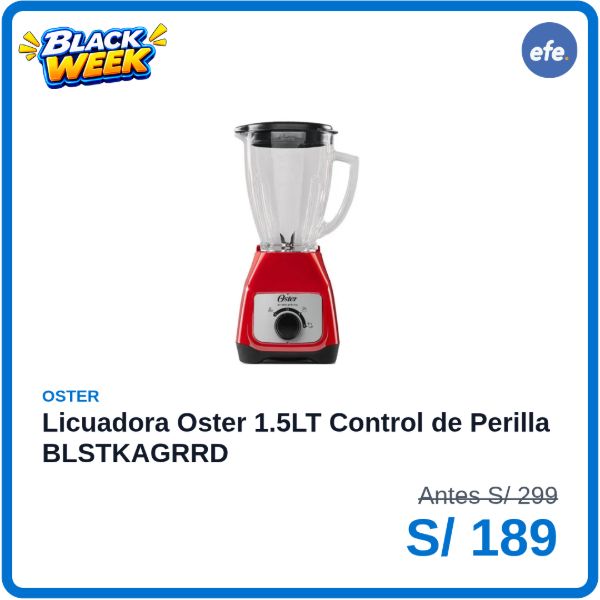 BLACK
WEEK
efe.
Oster
OSTER
Licuadora Oster 1.5LT Control de Perilla
BLSTKAGRRD
Antes S/ 299
S/ 189